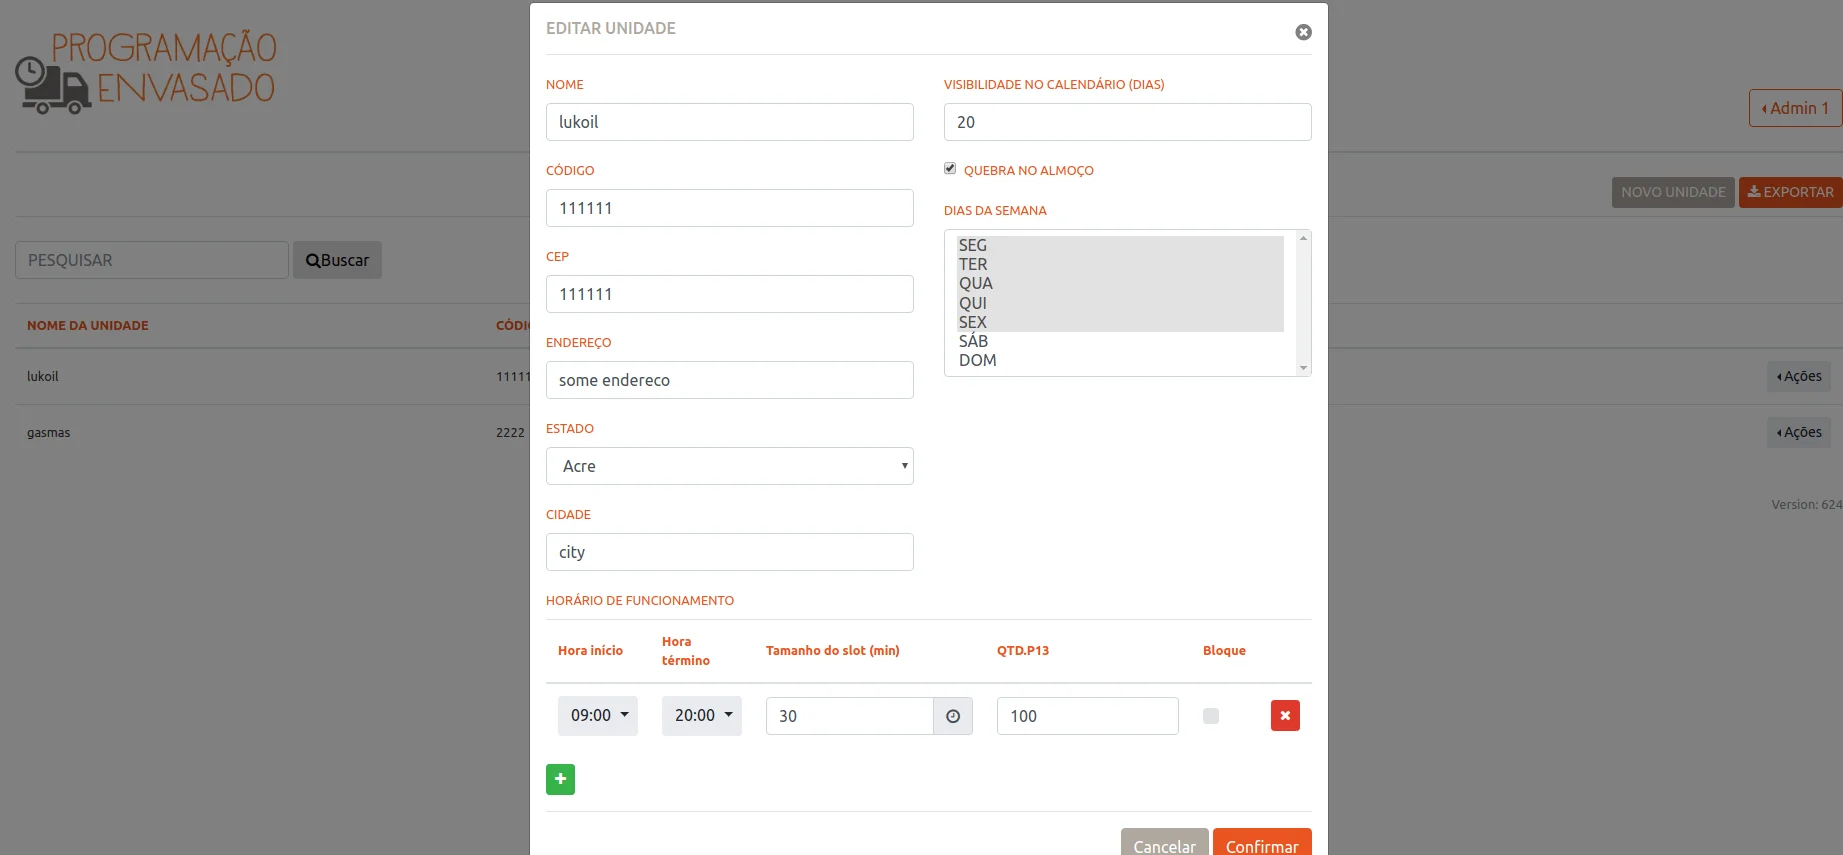 PROGRAMAÇÃO
ENVASADO
Admin 1
NOVO UNIDADE
EXPORTAR
PESQUISAR
Buscar
NOME DA UNIDADE
CÓDI
lukoil
11111
Ações
gasmas
2222
Ações
Version: 624
EDITAR UNIDADE
NOME
lukoil
CÓDIGO
111111
CEP
111111
ENDEREÇO
some endereco
ESTADO
Acre
CIDADE
city
VISIBILIDADE NO CALENDÁRIO (DIAS)
20
QUEBRA NO ALMOÇO
DIAS DA SEMANA
SEG
TER
QUA
QUI
SEX
SÁB
DOM
HORÁRIO DE FUNCIONAMENTO
Hora início
Hora
término
Tamanho do slot (min)
QTD.P13
Bloque
09:00
20:00
30
100
Cancelar
Confirmar